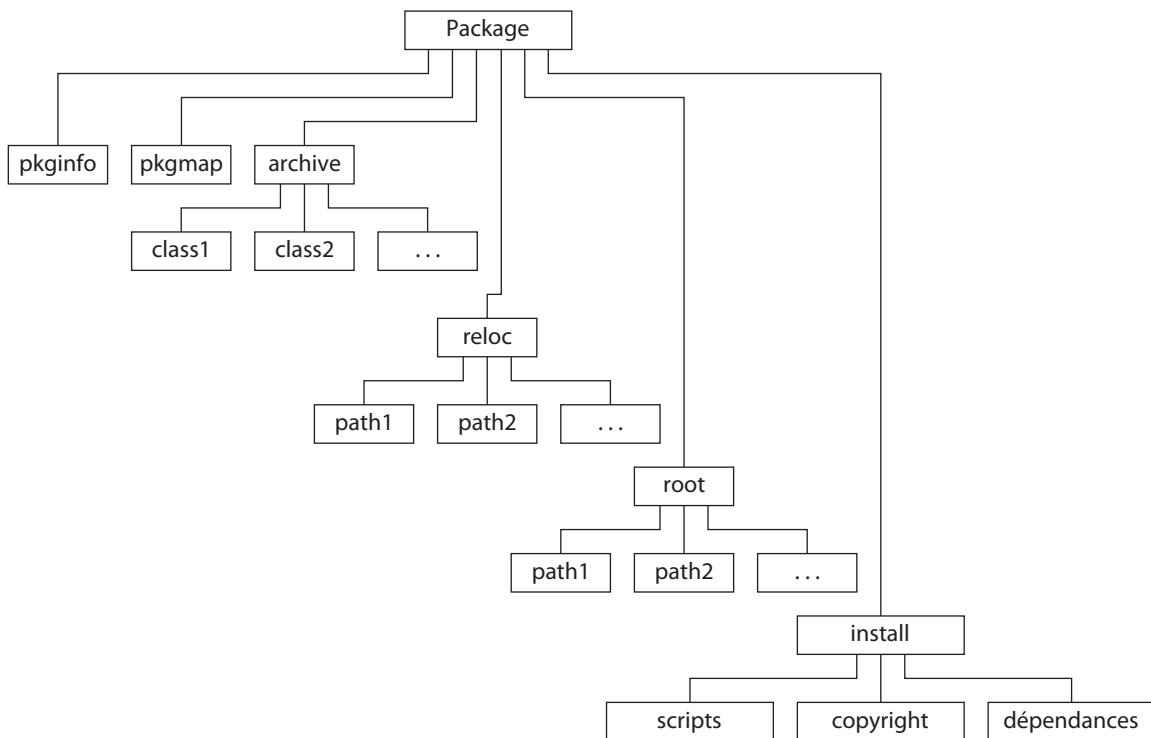 Package
pkginfo
pkgmap
archive
class1
class2
...
reloc
path1
path2
...
root
path1
path2
...
install
scripts
copyright
dépendances